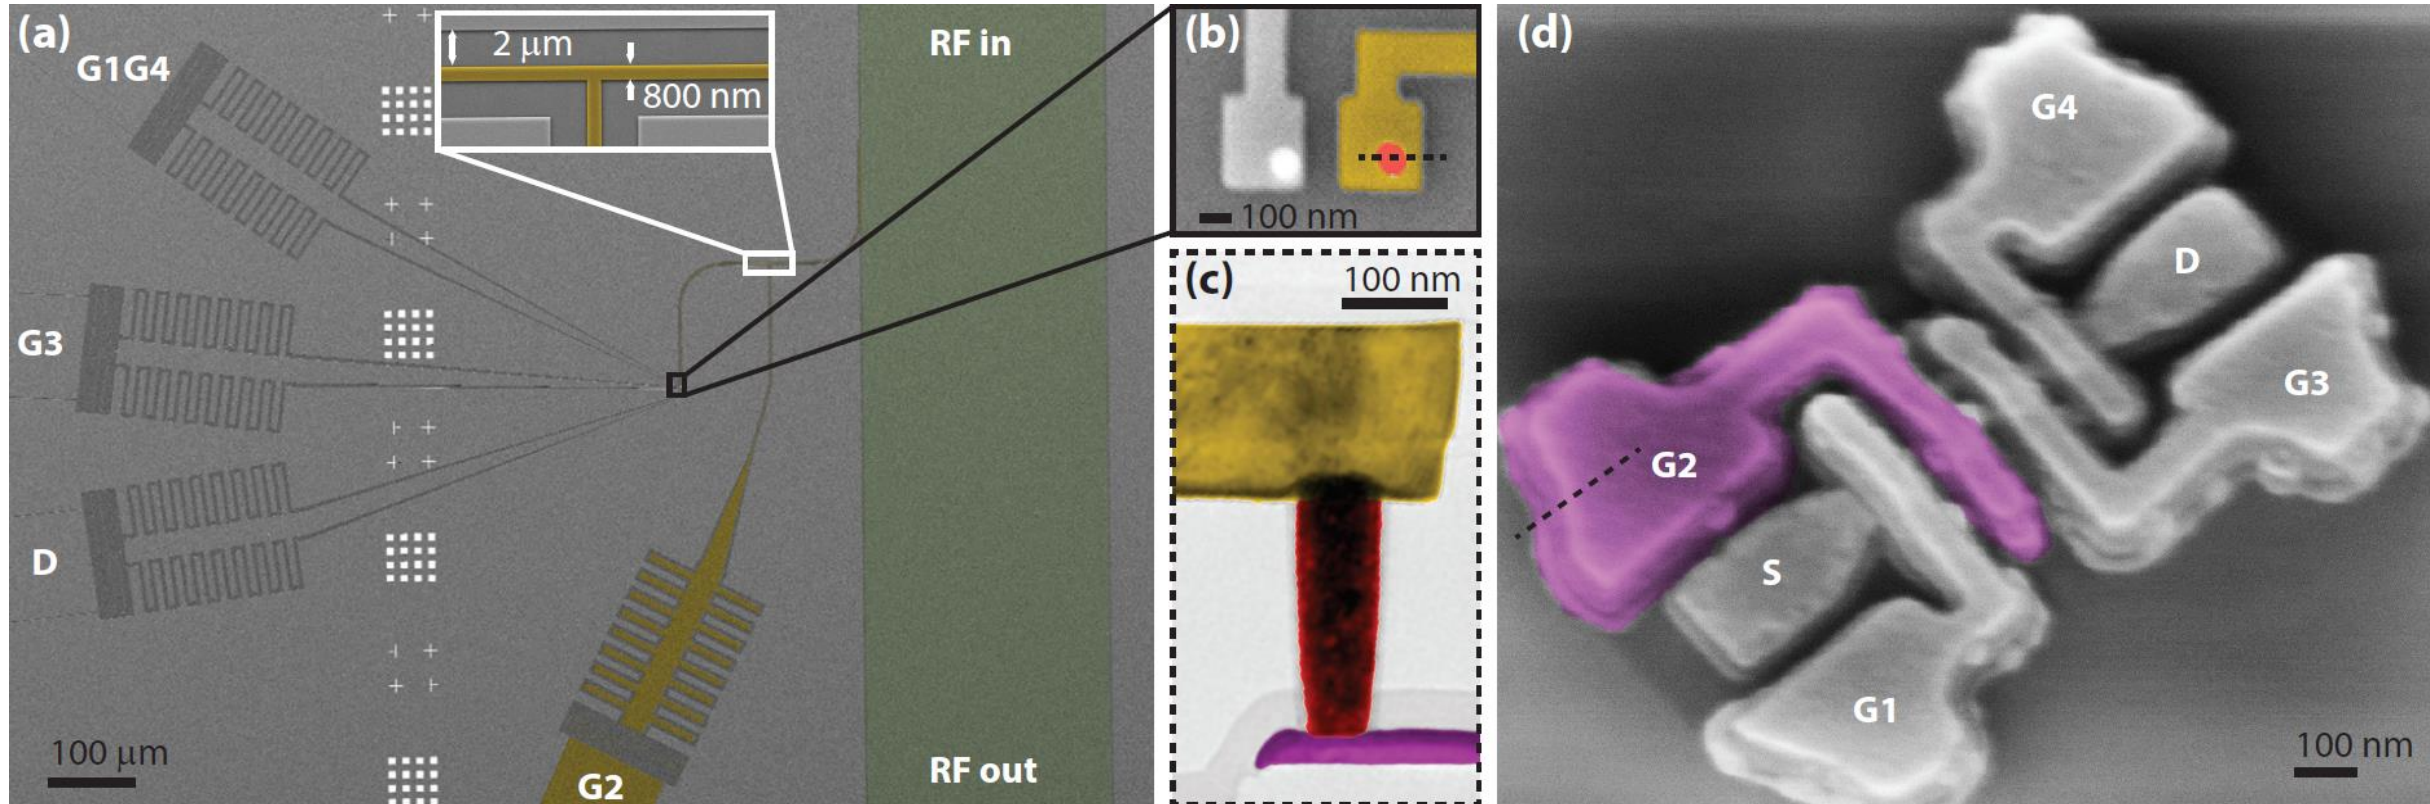 (a)
G1G4
G3
D
G2
100 μm
2 μm
800 nm
RF in
RF out
(b)
100 nm
(c)
100 nm
(d)
G4
D
G3
G2
S
G1
100 nm